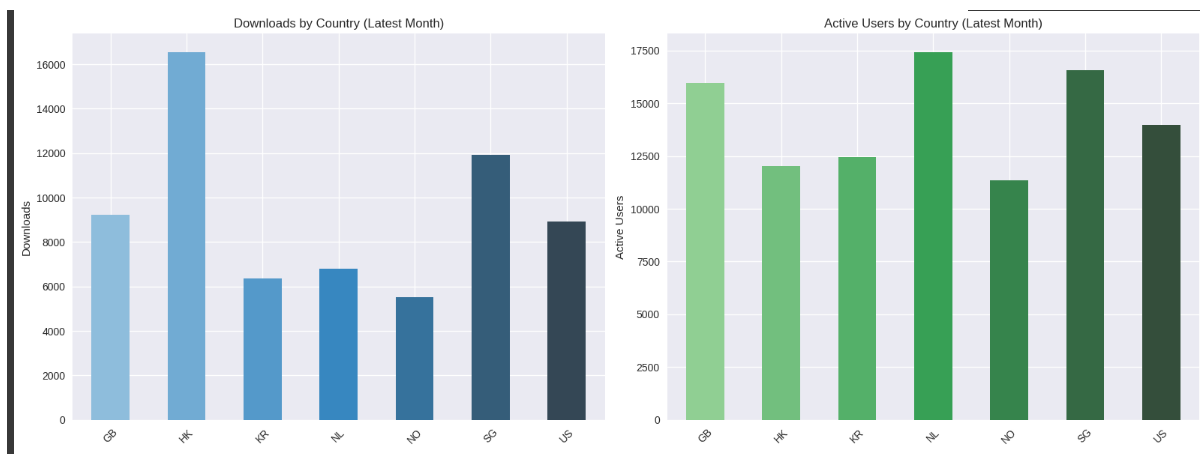 Downloads by Country (Latest Month)
Downloads
16000
14000
12000
10000
8000
6000
4000
2000
0
GB
HK
KR
NL
NO
SG
US
Active Users by Country (Latest Month)
Active Users
17500
15000
12500
10000
7500
5000
2500
0
GB
HK
KR
NL
NO
SG
US